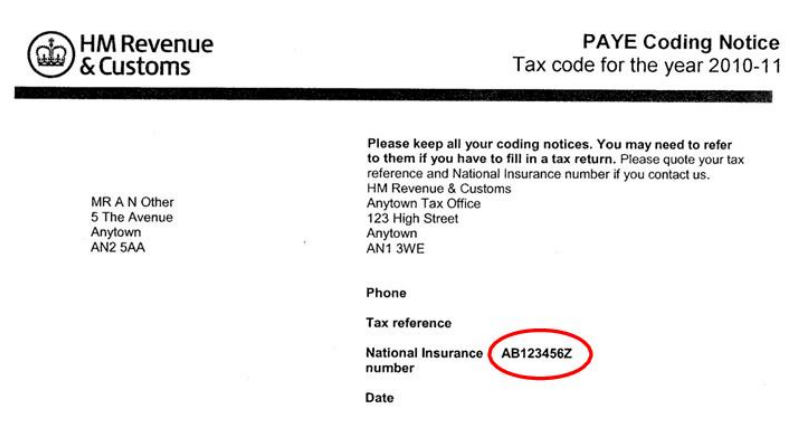 HM Revenue
& Customs
PAYE Coding Notice
Tax code for the year 2010-11
Please keep all your coding notices. You may need to refer
to them if you have to fill in a tax return. Please quote your tax
reference and National Insurance number if you contact us.
HM Revenue & Customs
Anytown Tax Office
123 High Street
Anytown
AN1 3WE
MR A N Other
5 The Avenue
Anytown
AN2 5AA
Phone
Tax reference
National Insurance AB123456Z
number
Date